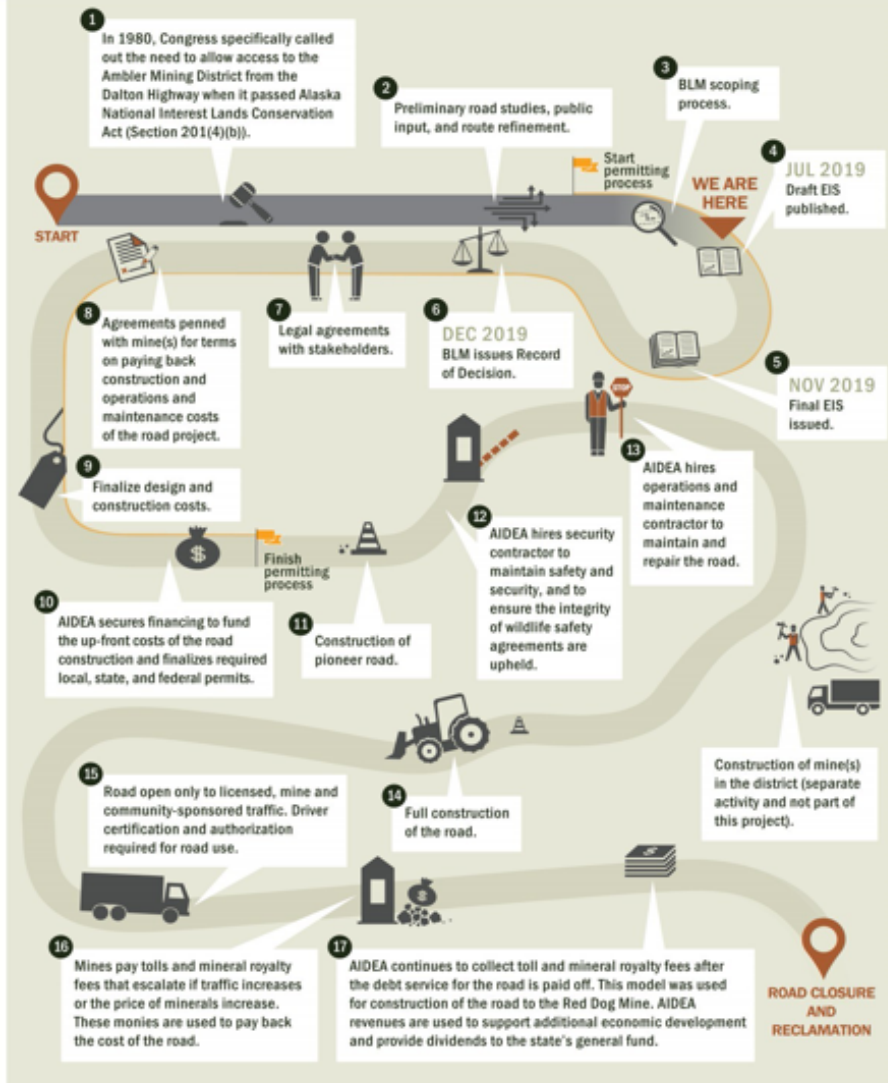 1
In 1980, Congress specifically called
out the need to allow access to the
Ambler Mining District from the
Dalton Highway when it passed Alaska
National Interest Lands Conservation
Act (Section 201(4)(b)).
2
Preliminary road studies, public
input, and route refinement.
3
BLM scoping
process.
4
JUL 2019
Draft EIS
published.
START
Start
permitting
process
WE ARE
HERE
5
NOV 2019
Final EIS
issued.
6
DEC 2019
BLM issues Record
of Decision.
7
Legal agreements
with stakeholders.
8
Agreements penned
with mine(s) for terms
on paying back
construction and
operations and
maintenance costs
of the road project.
9
Finalize design and
construction costs.
$
Finish
permitting
process
10
AIDEA secures financing to fund
the up-front costs of the road
construction and finalizes required
local, state, and federal permits.
11
Construction of
pioneer road.
12
AIDEA hires security
contractor to
maintain safety and
security, and to
ensure the integrity
of wildlife safety
agreements are
upheld.
STOP
13
AIDEA hires
operations and
maintenance
contractor to
maintain and
repair the road.
Construction of mine(s)
in the district (separate
activity and not part of
this project).
14
Full construction
of the road.
15
Road open only to licensed, mine and
community-sponsored traffic. Driver
certification and authorization
required for road use.
$
$
16
Mines pay tolls and mineral royalty
fees that escalate if traffic increases
or the price of minerals increase.
These monies are used to pay back
the cost of the road.
17
AIDEA continues to collect toll and mineral royalty fees after
the debt service for the road is paid off. This model was used
for construction of the road to the Red Dog Mine. AIDEA
revenues are used to support additional economic development
and provide dividends to the state's general fund.
ROAD CLOSURE
AND
RECLAMATION